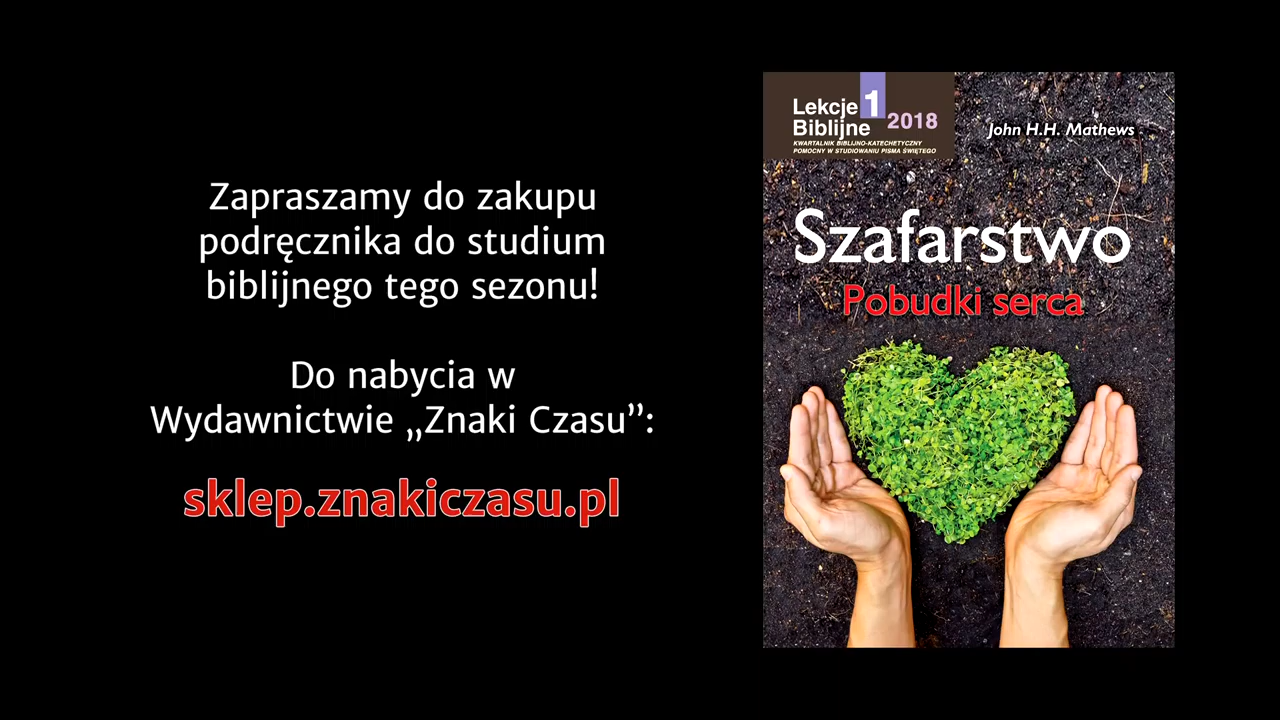 Zapraszamy do zakupu
podręcznika do studium
biblijnego tego sezonu!
Do nabycia w
Wydawnictwie „Znaki Czasu”:
sklep.znakiczasu.pl
Lekcje 1
Biblijne 2018
KWARTALNIK BIBLIJNO-KATECHETYCZNY
POMOCNY W STUDIOWANIU PISMA ŚWIĘTEGO
John H.H. Mathews
Szafarstwo
Pobudki serca